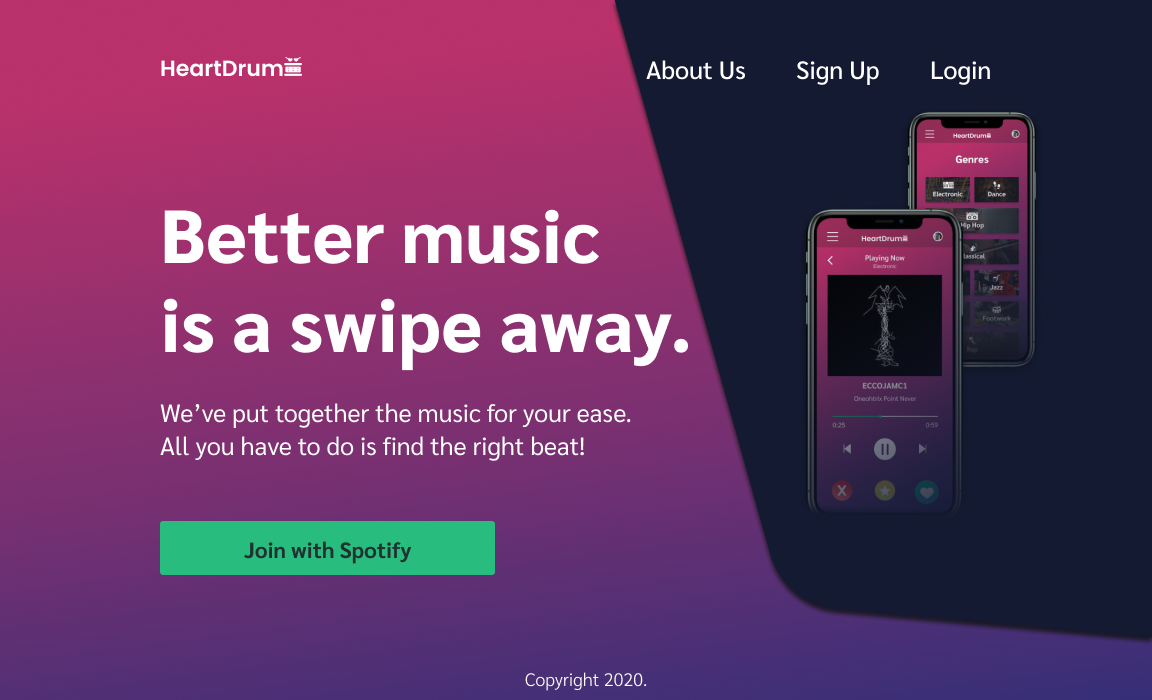 HeartDrum
About Us
Sign Up
Login
Better music
is a swipe away.
We’ve put together the music for your ease.
All you have to do is find the right beat!
Join with Spotify
HeartDrum
Genres
Electronic
Dance
Hip Hop
lassical
Jazz
Footwork
HeartDrum
Playing Now
Electronic
ECCOJAMC1
Oneohtrix Point Never
0:25
0:59
X
Copyright 2020.